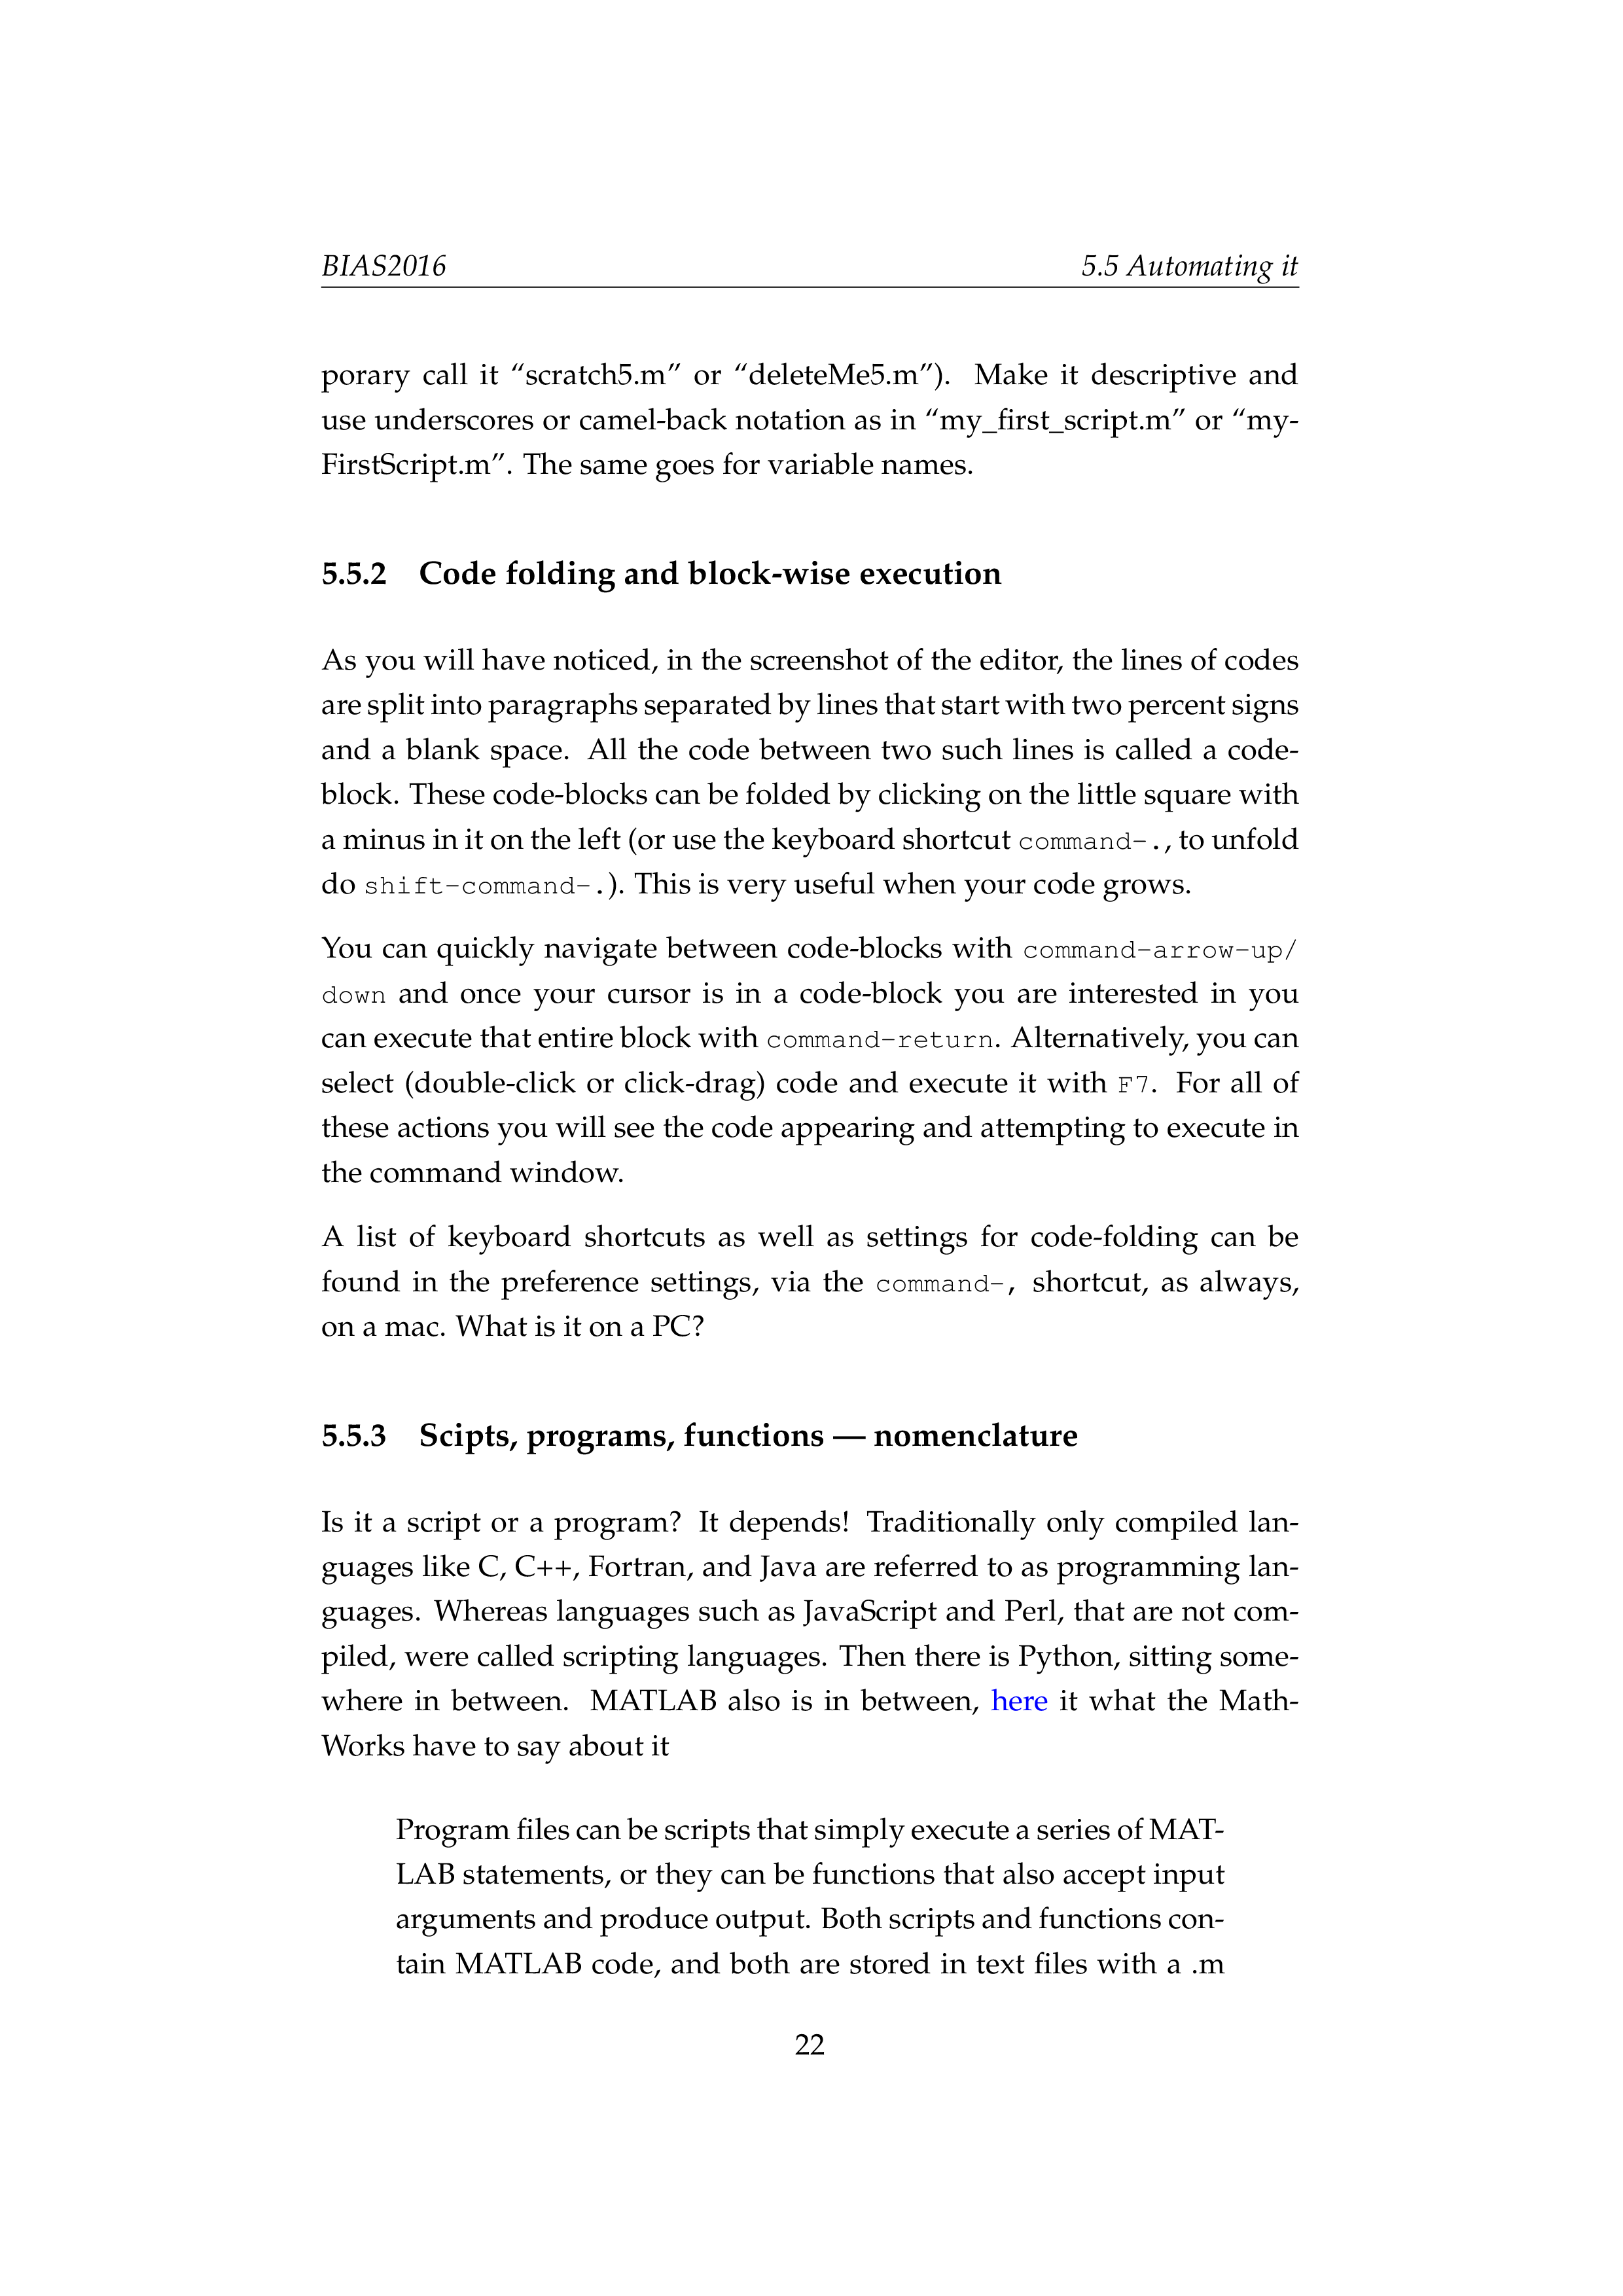 BIAS2016 5.5 Automating it
porary call it “scratch5.m” or “deleteMe5.m”). Make it descriptive and
use underscores or camel-back notation as in “my_first_script.m” or “my-
FirstScript.m”. The same goes for variable names.
5.5.2 Code folding and block-wise execution
As you will have noticed, in the screenshot of the editor, the lines of codes
are split into paragraphs separated by lines that start with two percent signs
and a blank space. All the code between two such lines is called a code-
block. These code-blocks can be folded by clicking on the little square with
a minus in it on the left (or use the keyboard shortcut command-., to unfold
do shift-command-.). This is very useful when your code grows.
You can quickly navigate between code-blocks with command-arrow-up/
down and once your cursor is in a code-block you are interested in you
can execute that entire block with command-return. Alternatively, you can
select (double-click or click-drag) code and execute it with F7. For all of
these actions you will see the code appearing and attempting to execute in
the command window.
A list of keyboard shortcuts as well as settings for code-folding can be
found in the preference settings, via the command-, shortcut, as always,
on a mac. What is it on a PC?
5.5.3 Scipts, programs, functions — nomenclature
Is it a script or a program? It depends! Traditionally only compiled lan-
guages like C, C++, Fortran, and Java are referred to as programming lan-
guages. Whereas languages such as JavaScript and Perl, that are not com-
piled, were called scripting languages. Then there is Python, sitting some-
where in between. MATLAB also is in between, here it what the Math-
Works have to say about it
Program files can be scripts that simply execute a series of MAT-
LAB statements, or they can be functions that also accept input
arguments and produce output. Both scripts and functions con-
tain MATLAB code, and both are stored in text files with a .m
22